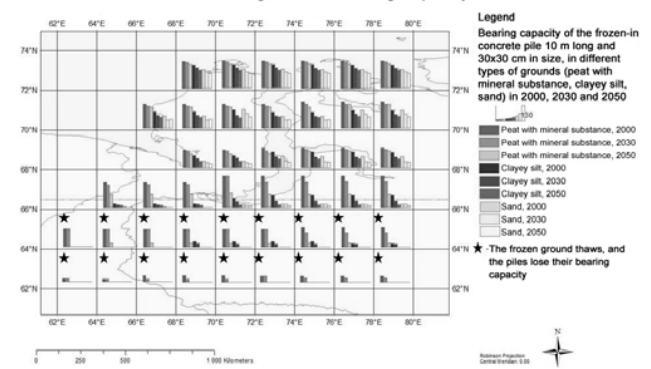 62°E 64°E 66°E 68°E 70°E 72°E 74°E 76°E 78°E 80°E
74°N
74°N
72°N
72°N
70°N
70°N
68°N
68°N
66°N
66°N
64°N
64°N
62°N
62°N
62°E 64°E 66°E 68°E 70°E 72°E 74°E 76°E 78°E 80°E
0 250 500 1 000 Kilometers
Legend
Bearing capacity of the frozen-in
concrete pile 10 m long and
30x30 cm in size, in different
types of grounds (peat with
mineral substance, clayey silt,
sand) in 2000, 2030 and 2050
Peat with mineral substance, 2000
Peat with mineral substance, 2030
Peat with mineral substance, 2050
Clayey silt, 2000
Clayey silt, 2030
Clayey silt, 2050
Sand, 2000
Sand, 2030
Sand, 2050
-The frozen ground thaws, and
the piles lose their bearing
capacity
N
Robinson Projection
Central Meridian: 0.00